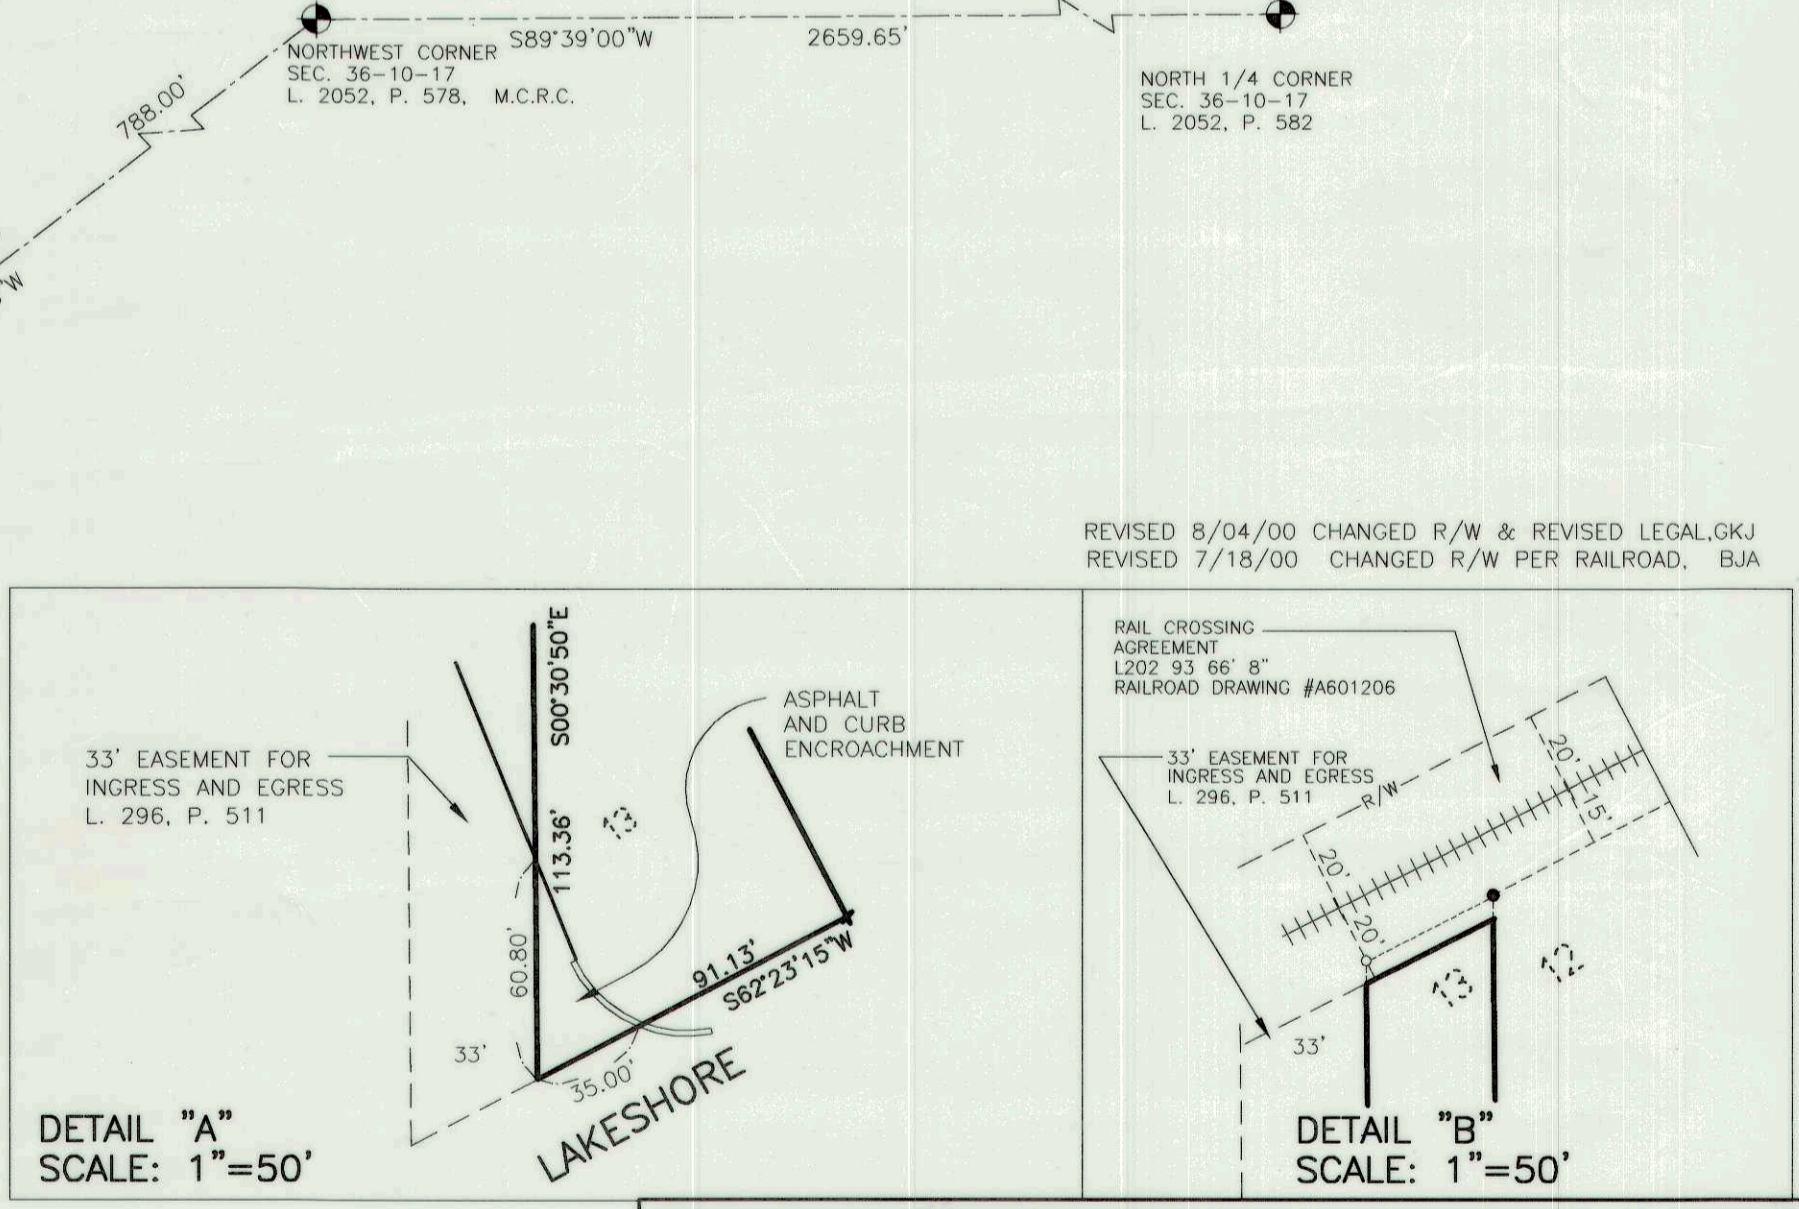 S89°39'00"W
2659.65'
NORTHWEST CORNER
SEC. 36-10-17
L. 2052, P. 578, M.C.R.C.
788.00'
NORTH 1/4 CORNER
SEC. 36-10-17
L. 2052, P. 582
"W
REVISED 8/04/00 CHANGED R/W & REVISED LEGAL,GKJ
REVISED 7/18/00 CHANGED R/W PER RAILROAD, BJA
S00°30'50"E
113.36'
ASPHALT
AND CURB
ENCROACHMENT
33' EASEMENT FOR
INGRESS AND EGRESS
L. 296, P. 511
13
60.80'
91.13'
S62°23'15"W
33'
35.00'
LAKESHORE
DETAIL "A"
SCALE: 1"=50'
RAIL CROSSING
AGREEMENT
L202 93 66' 8"
RAILROAD DRAWING #A601206
33' EASEMENT FOR
INGRESS AND EGRESS
L. 296, P. 511
R/W
20'
15'
20'
20'
13
12
33'
DETAIL "B"
SCALE: 1"=50'